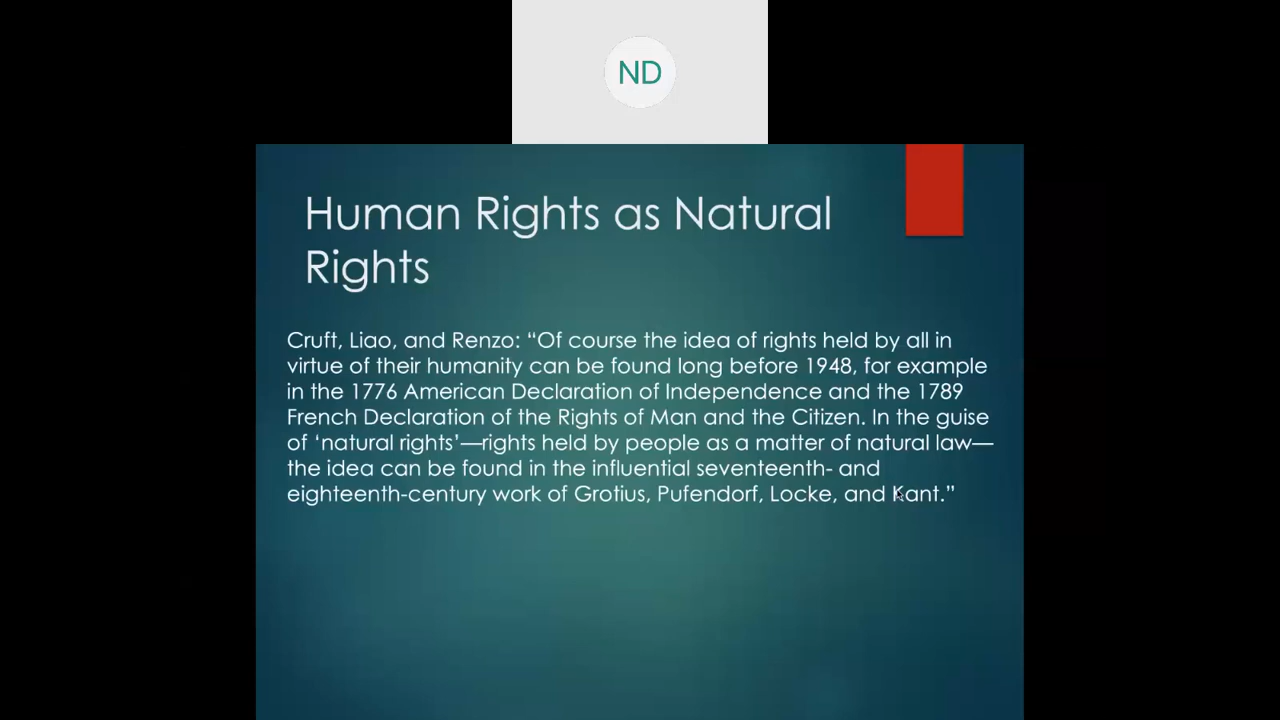 ND
Human Rights as Natural
Rights
Cruft, Liao, and Renzo: “Of course the idea of rights held by all in
virtue of their humanity can be found long before 1948, for example
in the 1776 American Declaration of Independence and the 1789
French Declaration of the Rights of Man and the Citizen. In the guise
of ‘natural rights’—rights held by people as a matter of natural law—
the idea can be found in the influential seventeenth- and
eighteenth-century work of Grotius, Pufendorf, Locke, and Kant.”